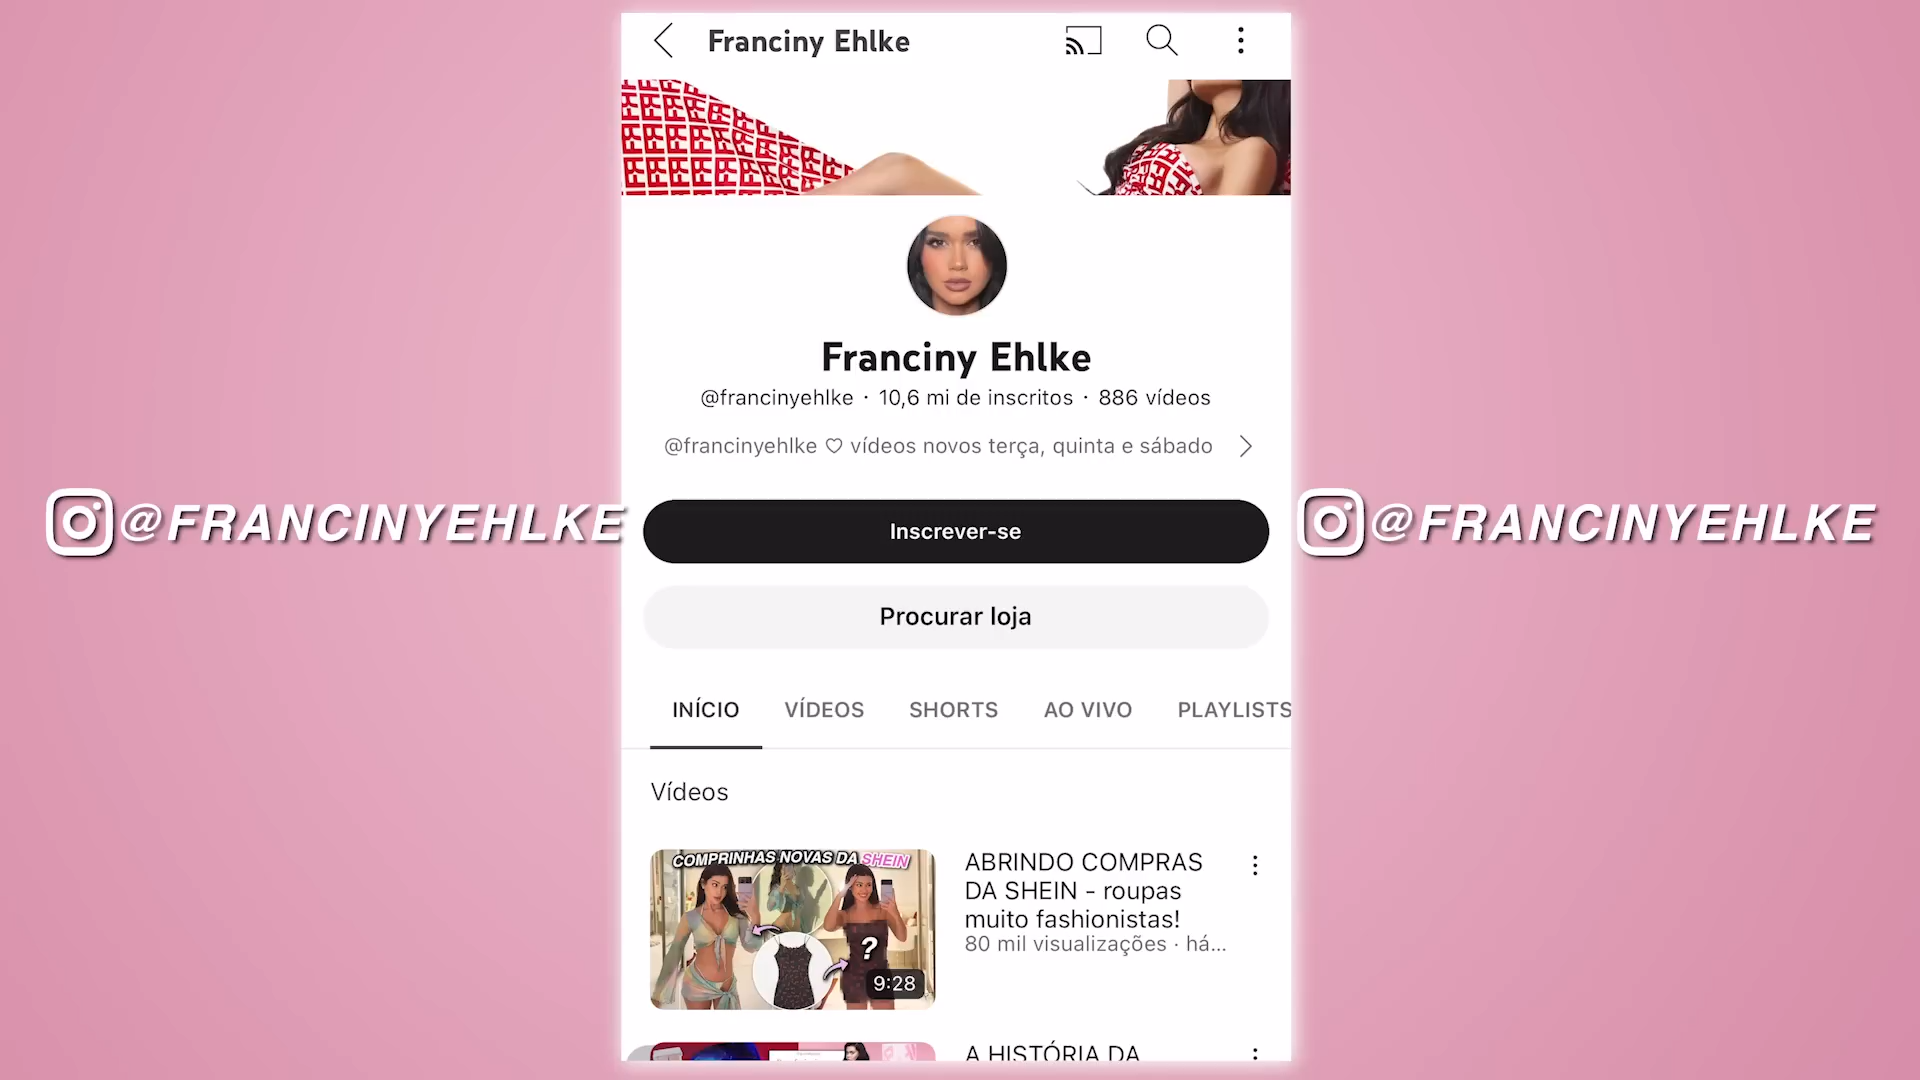 Franciny Ehlke
Franciny Ehlke
@francinyehlke · 10,6 mi de inscritos · 886 vídeos
@francinyehlke ♡ vídeos novos terça, quinta e sábado
@FRANCINYEHLKE
@FRANCINYEHLKE
Inscrever-se
Procurar loja
INÍCIO VÍDEOS SHORTS AO VIVO PLAYLISTS
Vídeos
COMPRINHAS NOVAS DA SHEIN
?
9:28
ABRINDO COMPRAS
DA SHEIN - roupas
muito fashionistas!
80 mil visualizações · há...
A HISTÓRIA DA